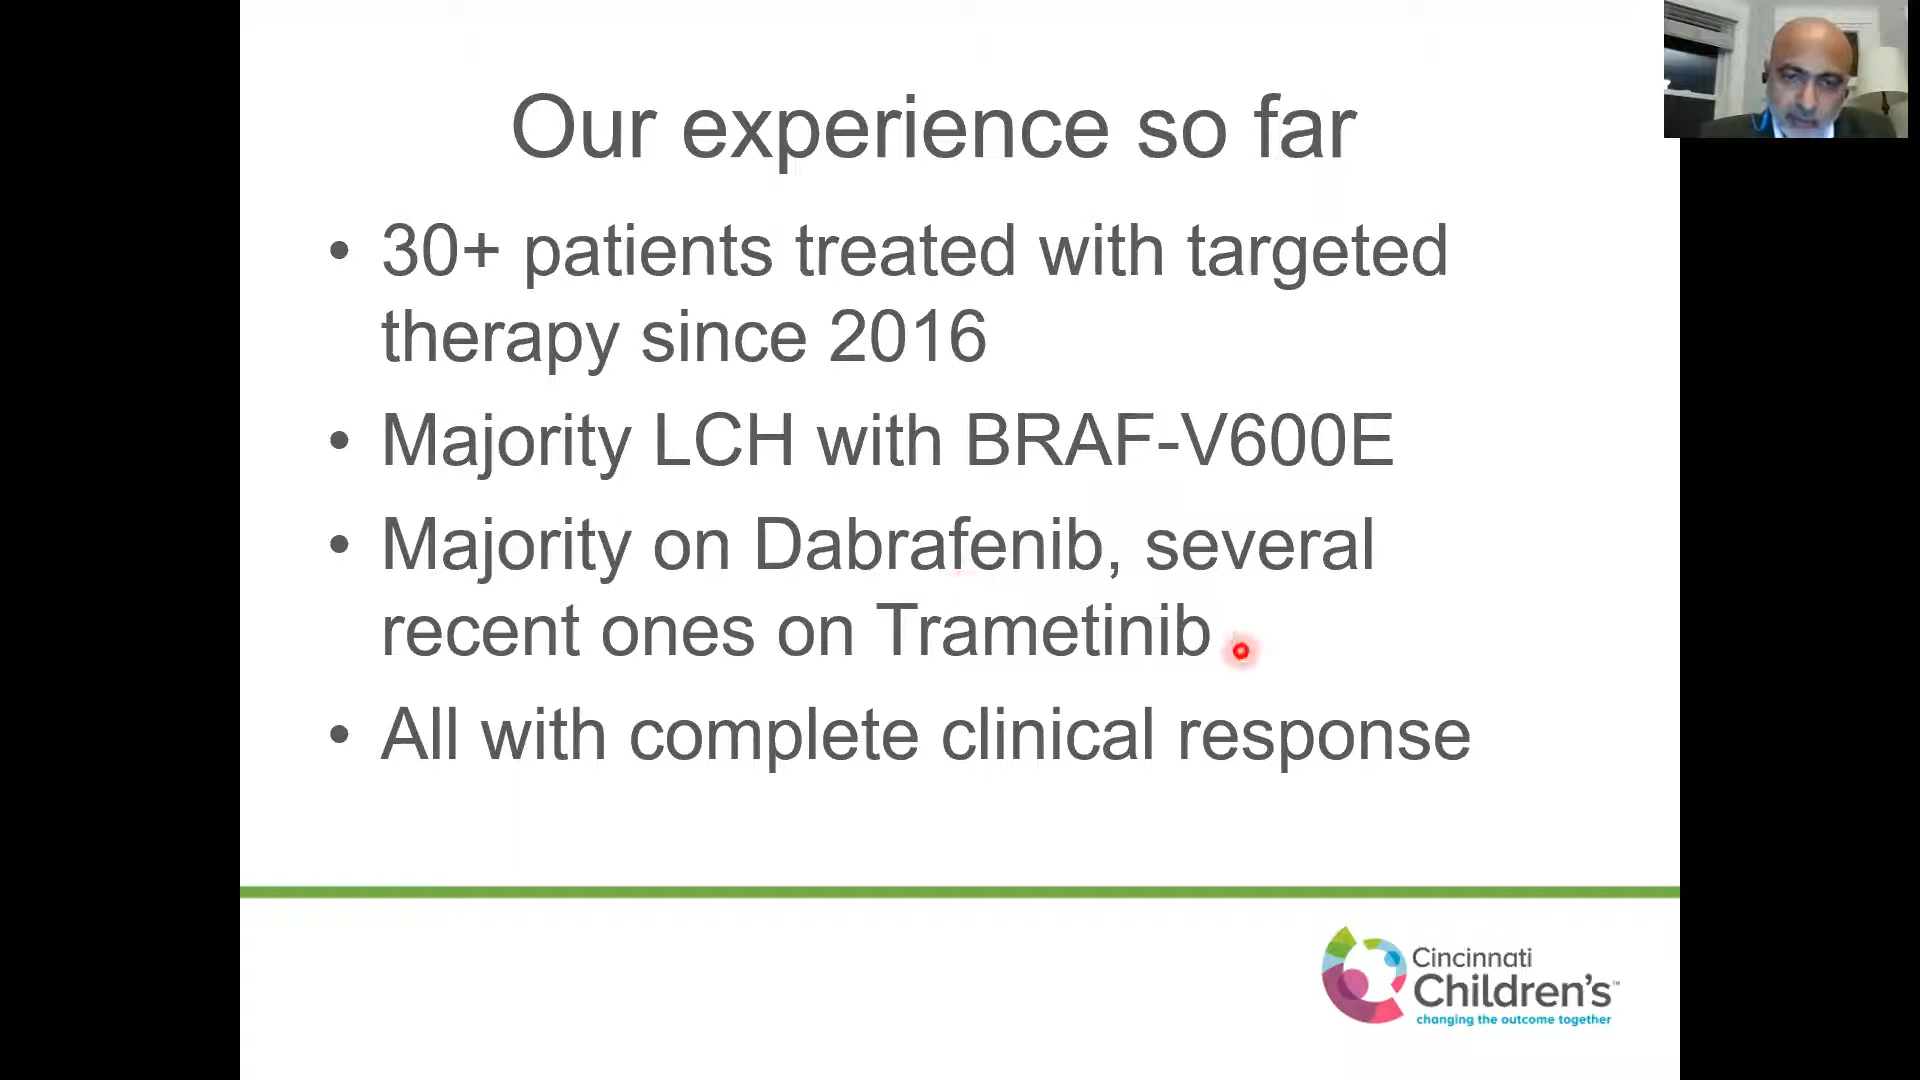 Our experience so far
• 30+ patients treated with targeted
therapy since 2016
• Majority LCH with BRAF-V600E
• Majority on Dabrafenib, several
recent ones on Trametinib
• All with complete clinical response
Cincinnati
Children's™
changing the outcome together